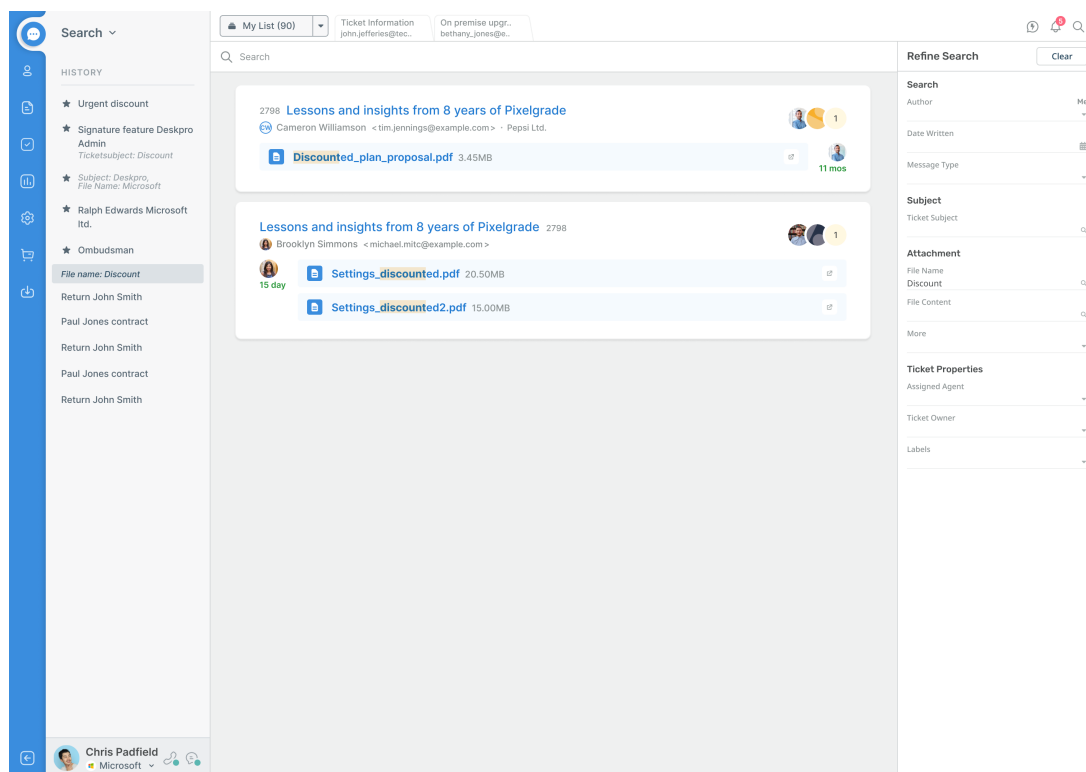 Search
My List (90)
Ticket Information
john.jefferies@tec..
On premise upgr..
bethany_jones@e..
5
HISTORY
Urgent discount
Signature feature Deskpro
Admin
Ticketsubject: Discount
Subject: Deskpro,
File Name: Microsoft
Ralph Edwards Microsoft
ltd.
Ombudsman
File name: Discount
Return John Smith
Paul Jones contract
Return John Smith
Paul Jones contract
Return John Smith
Chris Padfield
Microsoft
Search
2798 Lessons and insights from 8 years of Pixelgrade
CW Cameron Williamson <tim.jennings@example.com> · Pepsi Ltd.
1
Discounted_plan_proposal.pdf 3.45MB
11 mos
Lessons and insights from 8 years of Pixelgrade 2798
Brooklyn Simmons <michael.mitc@example.com>
1
15 day
Settings_discounted.pdf 20.50MB
Settings_discounted2.pdf 15.00MB
Refine Search
Clear
Search
Author
Me
Date Written
Message Type
Subject
Ticket Subject
Attachment
File Name
Discount
File Content
More
Ticket Properties
Assigned Agent
Ticket Owner
Labels